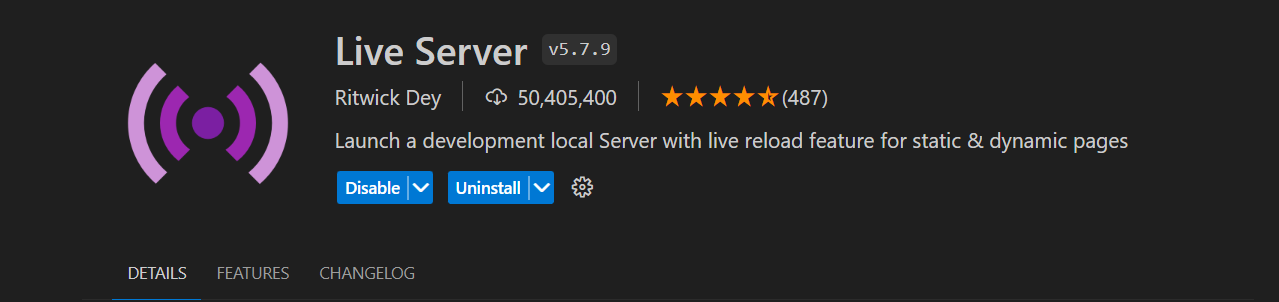 Live Server v5.7.9
Ritwick Dey 50,405,400 (487)
Launch a development local Server with live reload feature for static & dynamic pages
Disable Uninstall
DETAILS FEATURES CHANGELOG